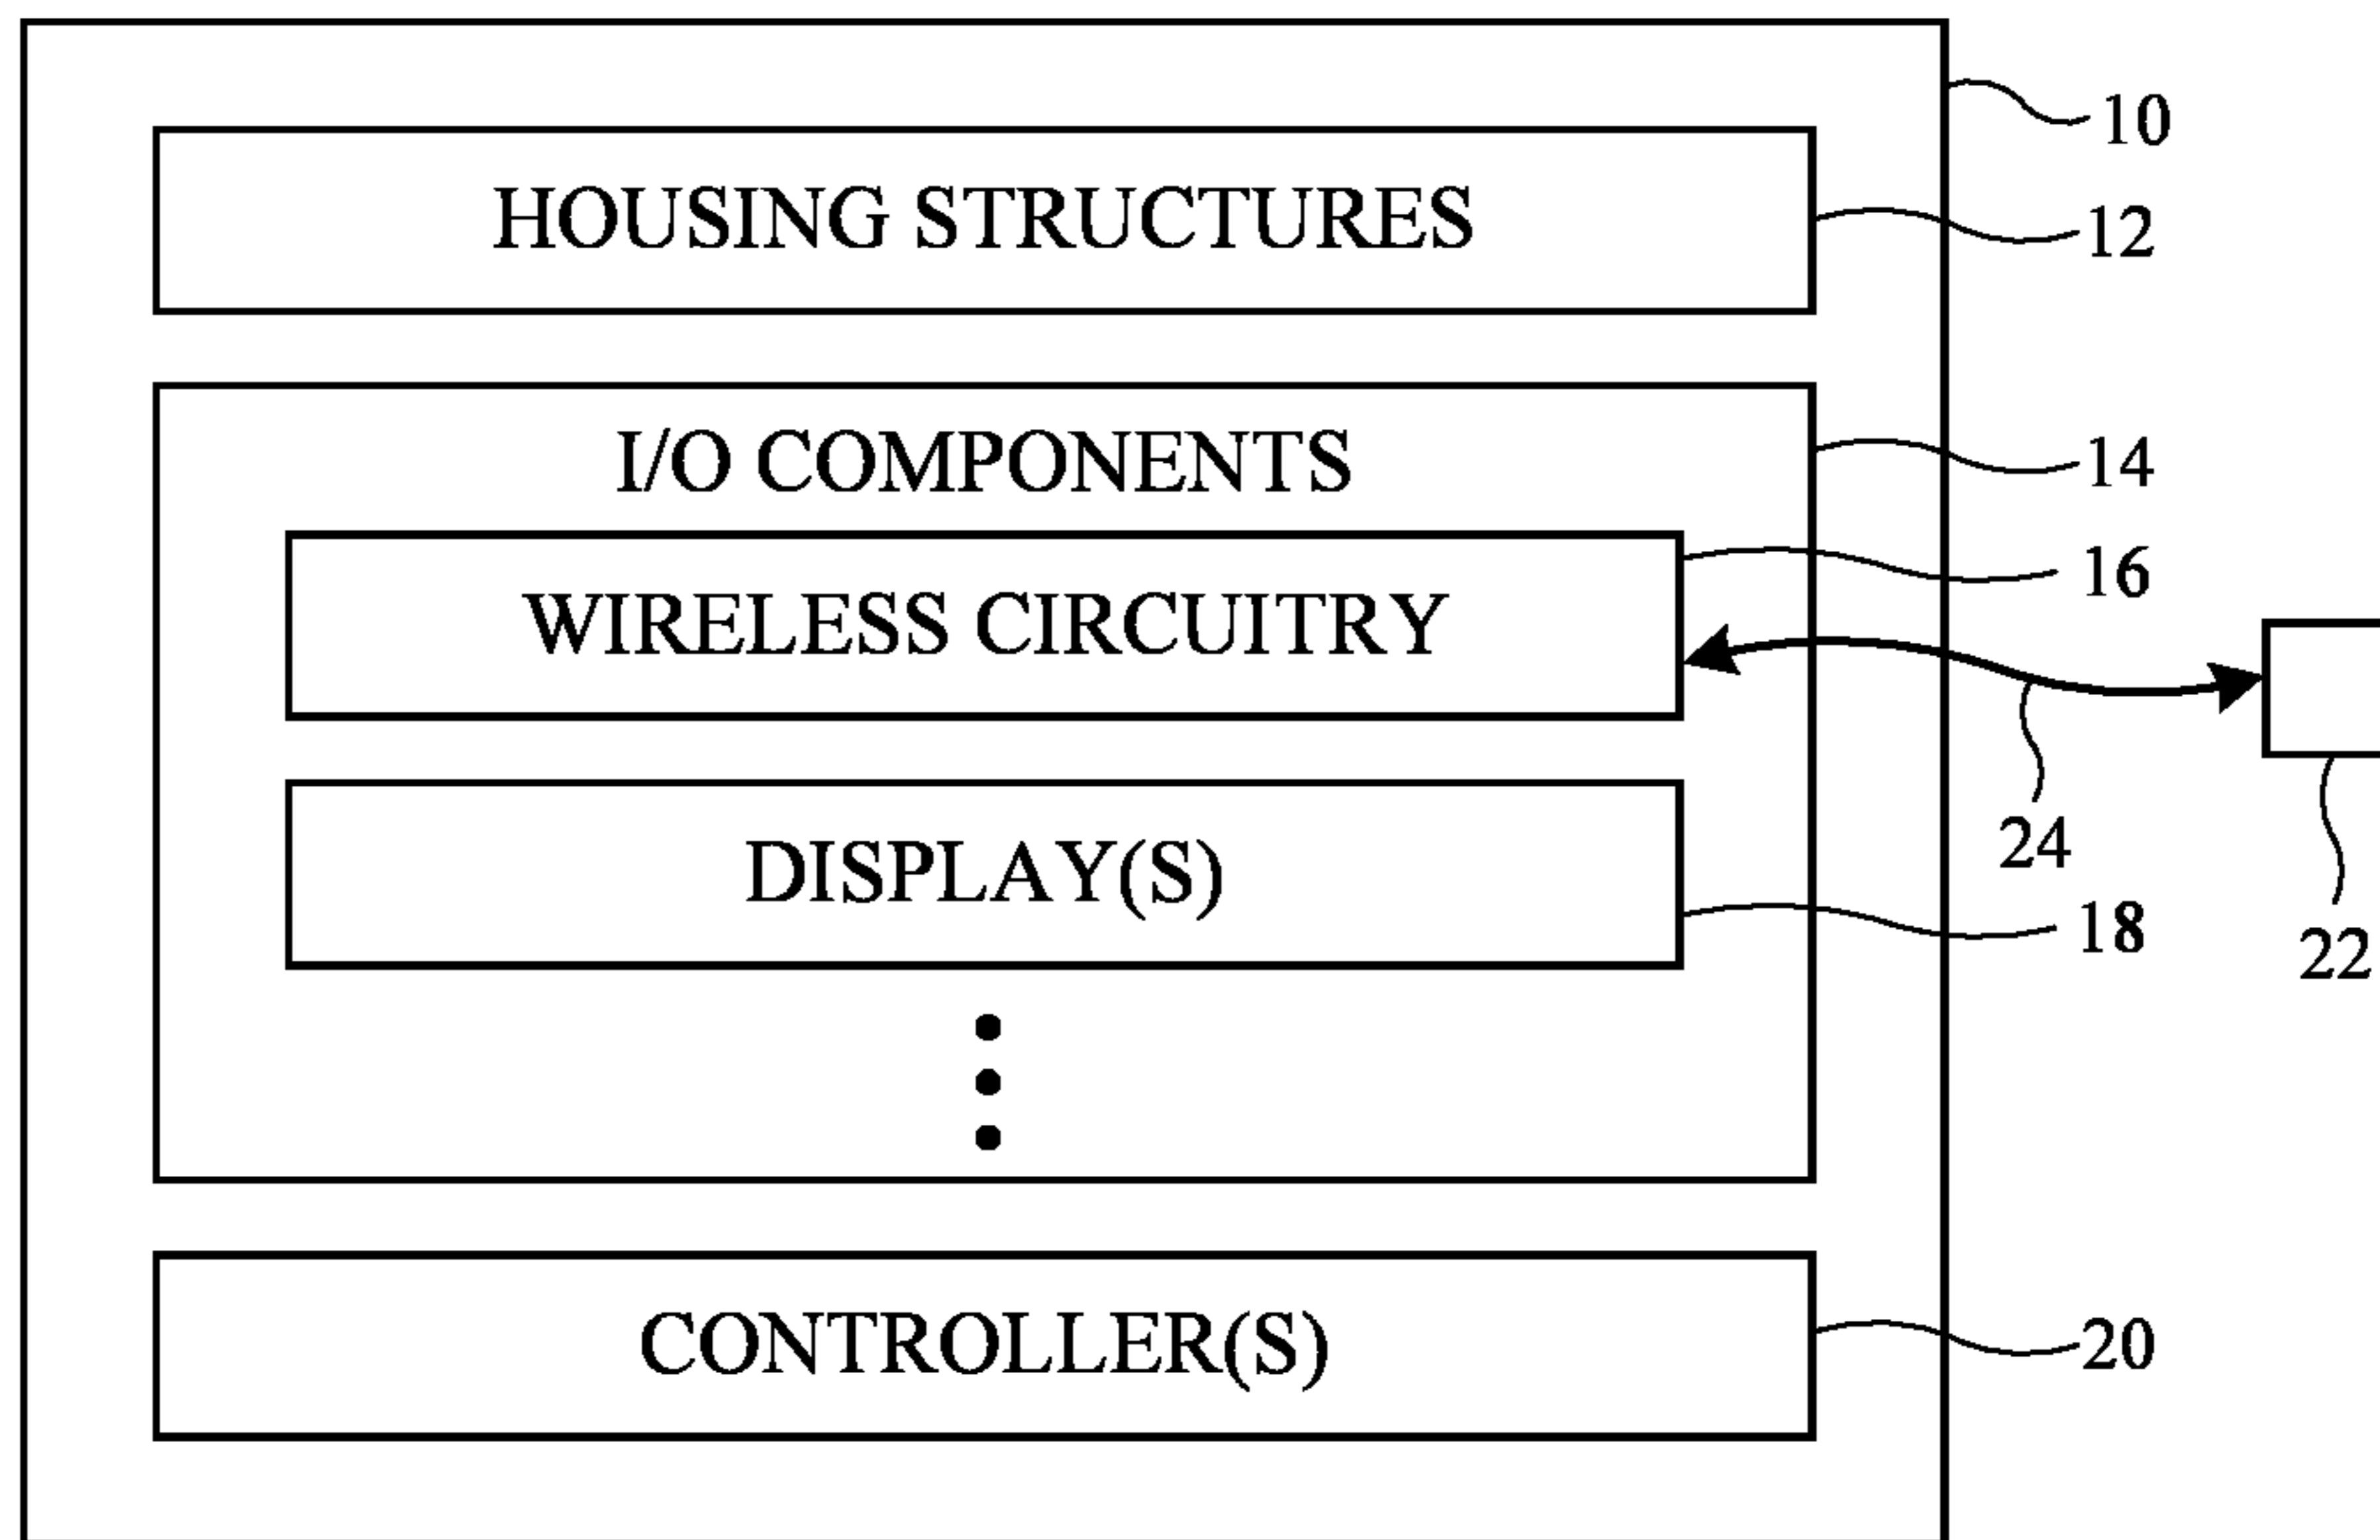 10
HOUSING STRUCTURES
12
I/O COMPONENTS
14
16
WIRELESS CIRCUITRY
24
DISPLAY(S)
18
22
CONTROLLER(S)
20